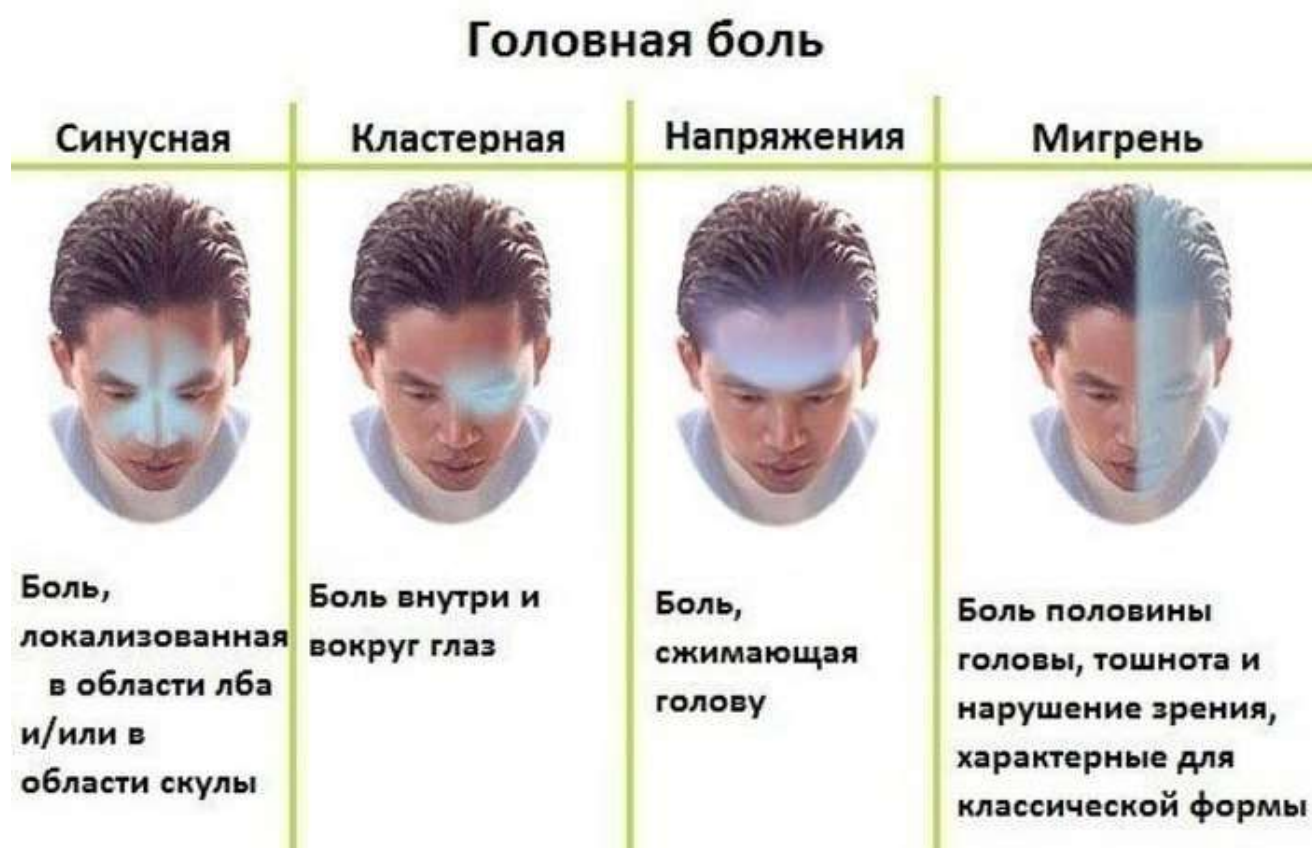 Головная боль
Синусная
Кластерная
Напряжения
Мигрень
Боль,
локализованная
в области лба
и/или в
области скулы
Боль внутри и
вокруг глаз
Боль,
сжимающая
голову
Боль половины
головы, тошнота и
нарушение зрения,
характерные для
классической формы